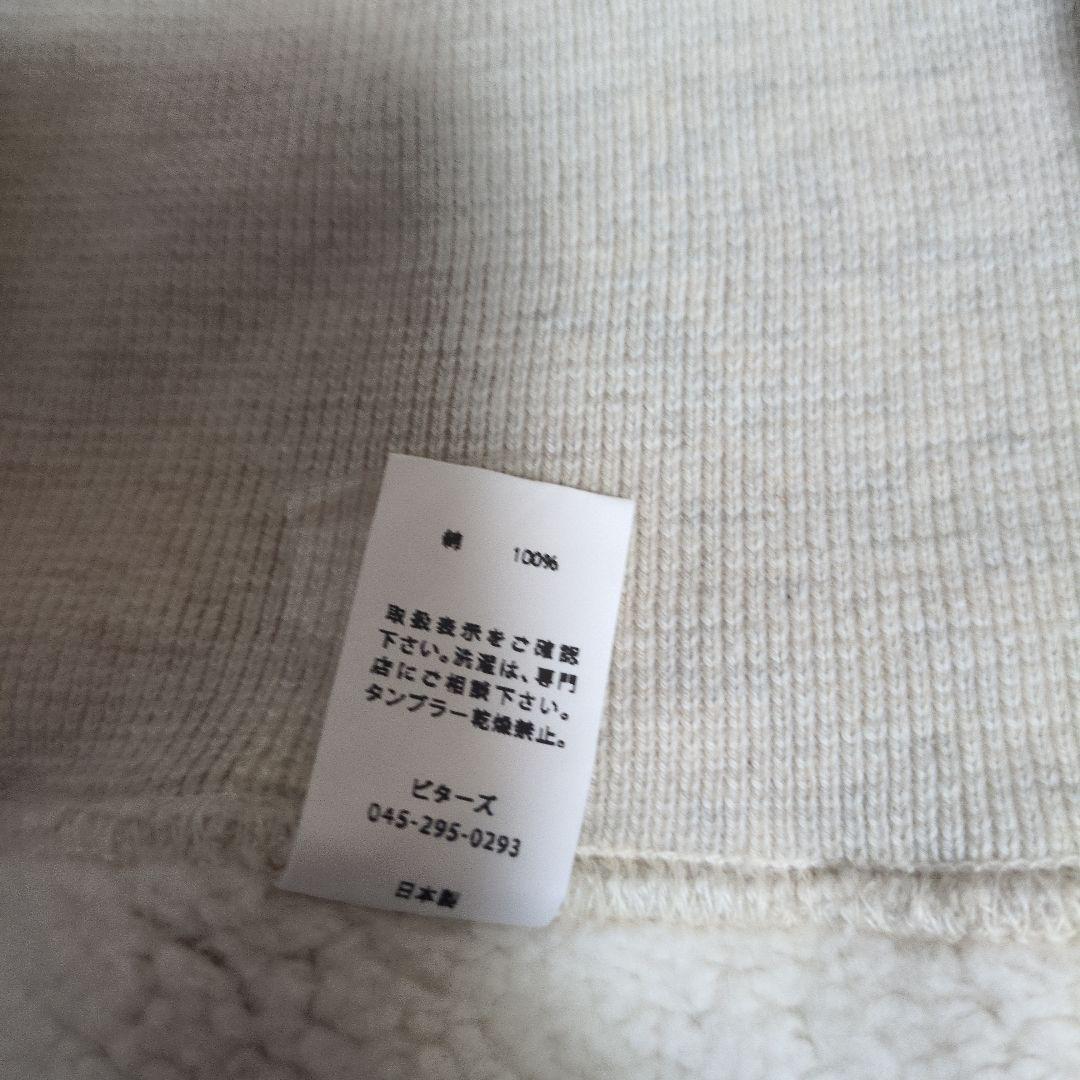 綿 100%
取扱表示をご確認
下さい。洗濯は、専門
店にご相談下さい。
タンブラー乾燥禁止。
ビターズ
045-295-0293
日本製